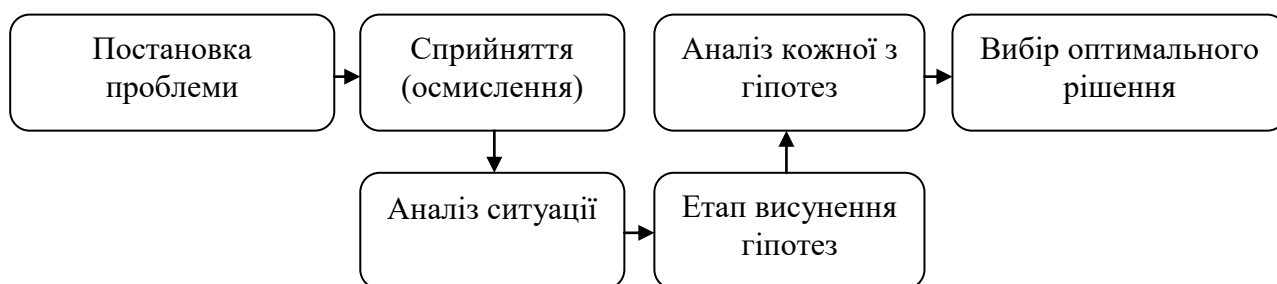 Постановка
проблеми
Сприйняття
(осмислення)
Аналіз ситуації
Етап висунення
гіпотез
Аналіз кожної з
гіпотез
Вибір оптимального
рішення